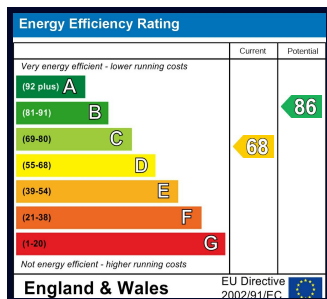 Energy Efficiency Rating
Current Potential
Very energy efficient - lower running costs
(92 plus) A
(81-91) B
(69-80) C
(55-68) D
(39-54) E
(21-38) F
(1-20) G
68
86
Not energy efficient - higher running costs
England & Wales
EU Directive
2002/91/EC